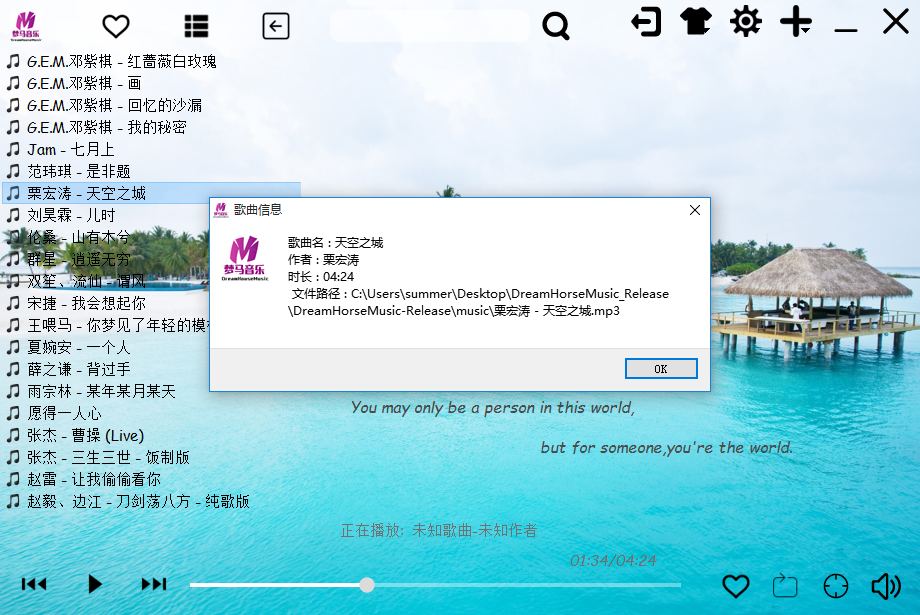 梦马音乐
DreamHorseMusic
G.E.M.邓紫棋 - 红蔷薇白玫瑰
G.E.M.邓紫棋 - 画
G.E.M.邓紫棋 - 回忆的沙漏
G.E.M.邓紫棋 - 我的秘密
Jam - 七月上
范玮琪 - 是非题
栗宏涛 - 天空之城
刘昊霖 - 儿时
伦桑 - 山有木兮
群星 - 逍遥无穷
双笙、流仙 - 谓风
宋捷 - 我会想起你
王喂马 - 你梦见了年轻的模
夏婉安 - 一个人
薛之谦 - 背过手
雨宗林 - 某年某月某天
愿得一人心
张杰 - 曹操 (Live)
张杰 - 三生三世 - 饭制版
赵雷 - 让我偷偷看你
赵毅、边江 - 刀剑荡八方 - 纯歌版
歌曲信息
梦马音乐
DreamHorseMusic
歌曲名 : 天空之城
作者 : 栗宏涛
时长 : 04:24
文件路径 : C:\Users\summer\Desktop\DreamHorseMusic_Release
\DreamHorseMusic-Release\music\栗宏涛 - 天空之城.mp3
OK
You may only be a person in this world,
but for someone,you're the world.
正在播放: 未知歌曲-未知作者
01:34/04:24